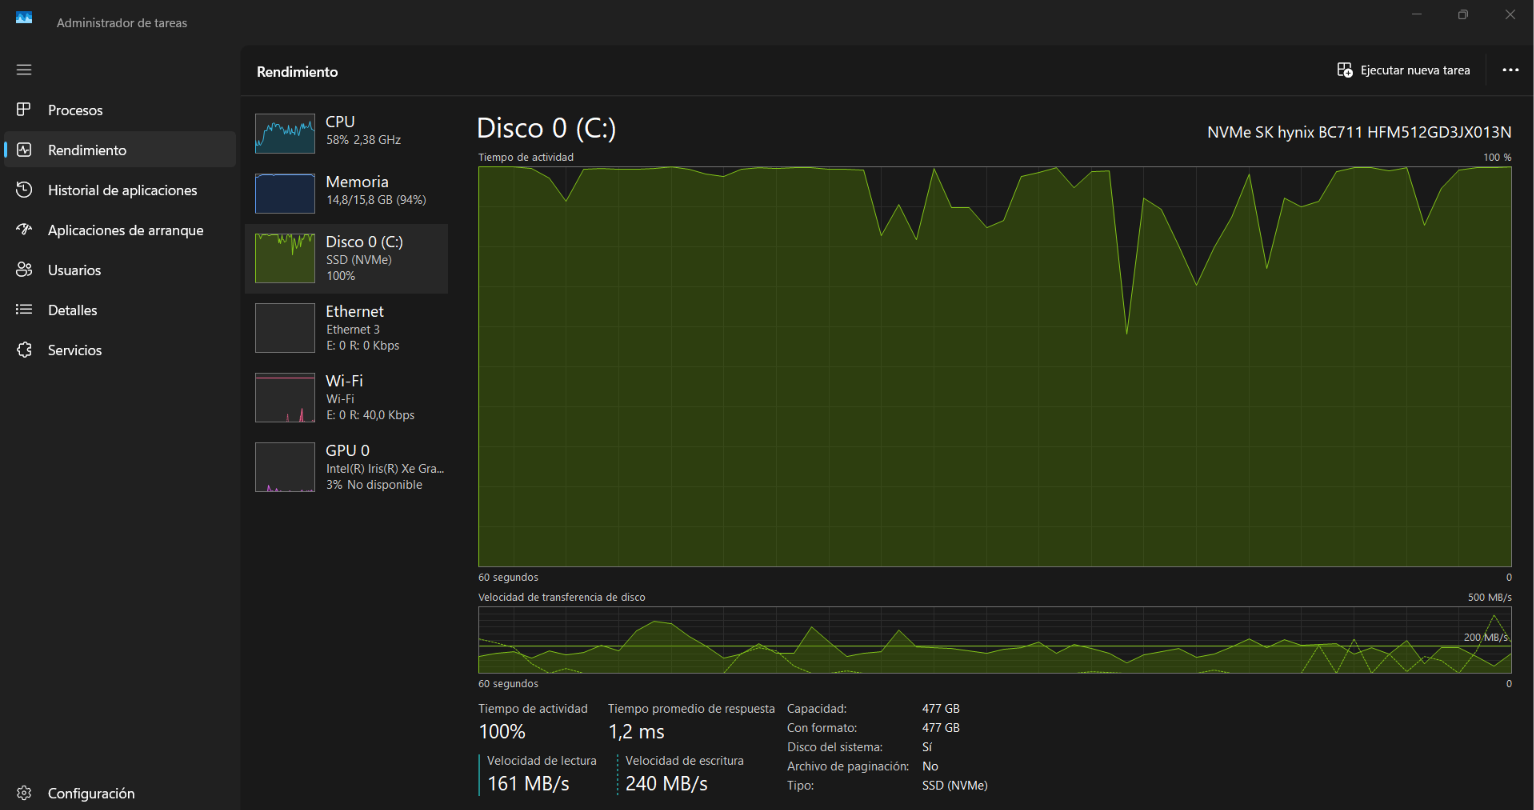 Administrador de tareas
Rendimiento
Ejecutar nueva tarea
Procesos
Rendimiento
Historial de aplicaciones
Aplicaciones de arranque
Usuarios
Detalles
Servicios
Configuración
CPU
58% 2,38 GHz
Memoria
14,8/15,8 GB (94%)
Disco 0 (C:)
SSD (NVMe)
100%
Ethernet
Ethernet 3
E: 0 R: 0 Kbps
Wi-Fi
Wi-Fi
E: 0 R: 40,0 Kbps
GPU 0
Intel(R) Iris(R) Xe Gra...
3% No disponible
Disco 0 (C:)
NVMe SK hynix BC711 HFM512GD3JX013N
Tiempo de actividad
100 %
60 segundos
0
Velocidad de transferencia de disco
500 MB/s
200 MB/s
60 segundos
0
Tiempo de actividad
100%
Tiempo promedio de respuesta
1,2 ms
Velocidad de lectura
161 MB/s
Velocidad de escritura
240 MB/s
Capacidad: 477 GB
Con formato: 477 GB
Disco del sistema: Sí
Archivo de paginación: No
Tipo: SSD (NVMe)